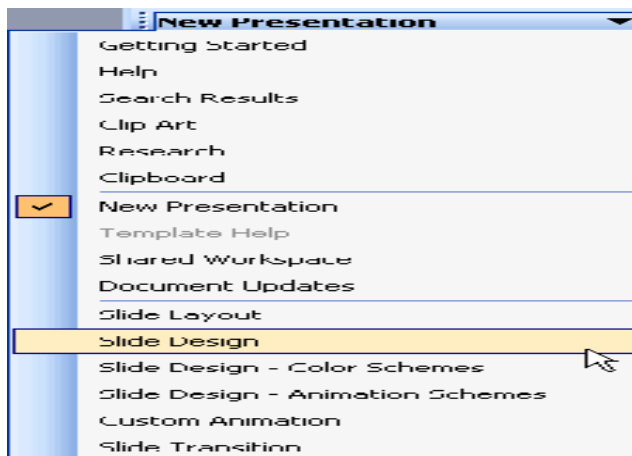 New Presentation
Getting Started
Help
Search Results
Clip Art
Research
Clipboard
New Presentation
Template Help
Shared Workspace
Document Updates
Slide Layout
Slide Design
Slide Design - Color Schemes
Slide Design - Animation Schemes
Custom Animation
Slide Transition